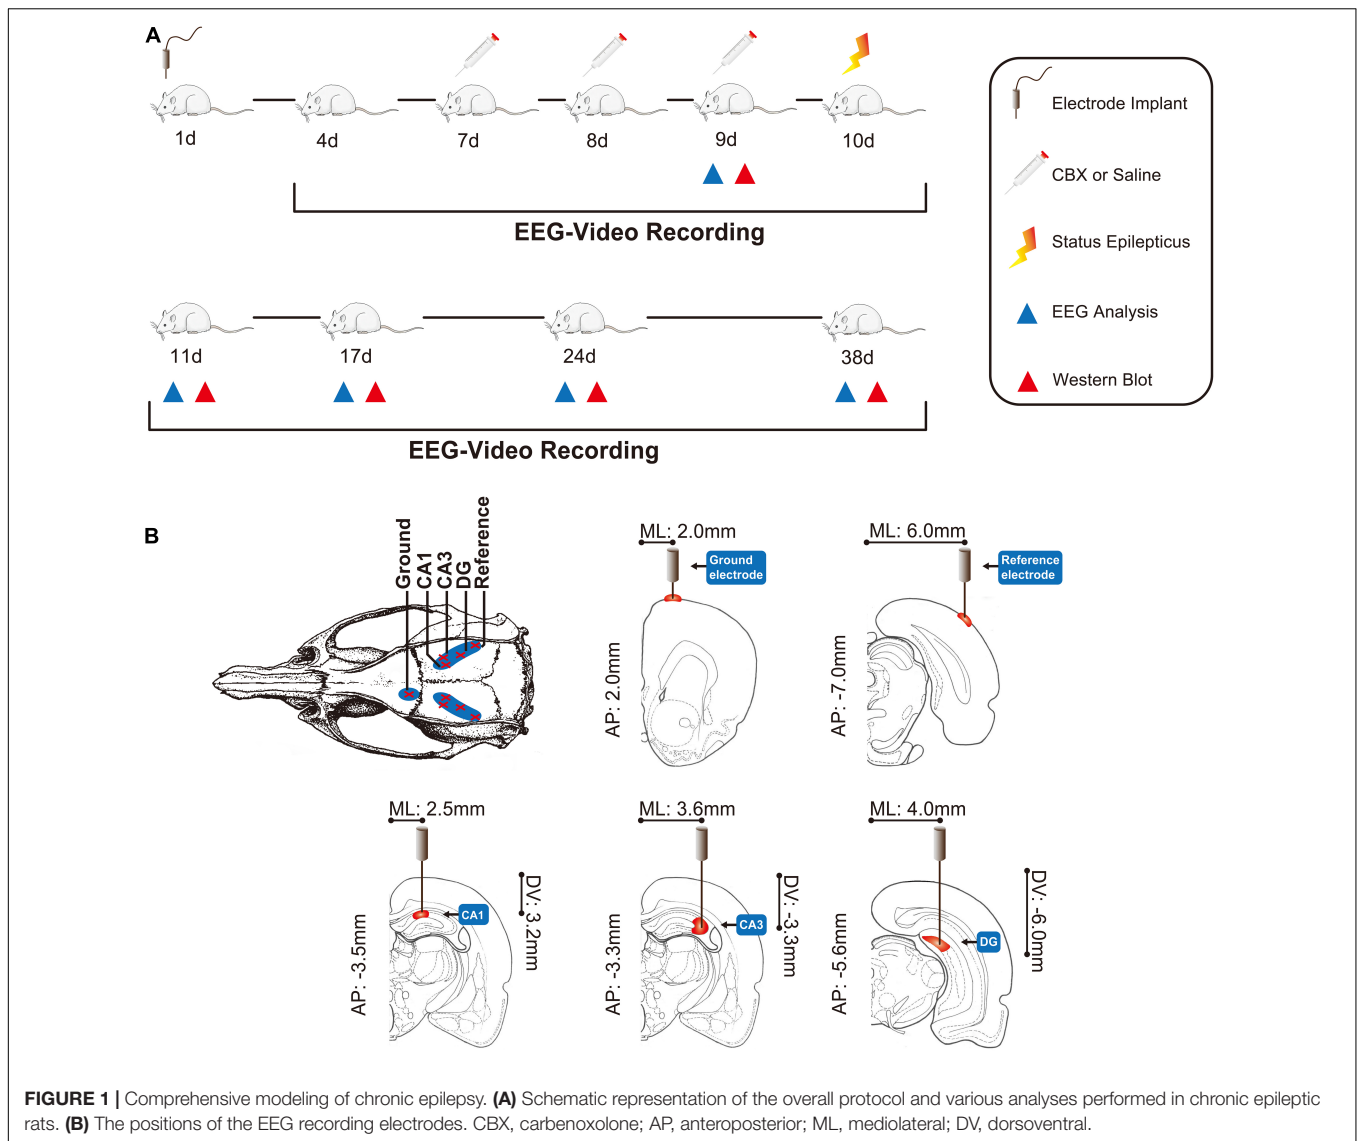 A
1d
4d
7d
8d
9d
10d
EEG-Video Recording
11d
17d
24d
38d
EEG-Video Recording
Electrode Implant
CBX or Saline
Status Epilepticus
EEG Analysis
Western Blot
B
Ground
CA1
CA3
DG
Reference
ML: 2.0mm
Ground
electrode
AP: 2.0mm
ML: 6.0mm
Reference
electrode
AP: -7.0mm
ML: 2.5mm
CA1
DV: 3.2mm
AP: -3.5mm
ML: 3.6mm
CA3
DV: -3.3mm
AP: -3.3mm
ML: 4.0mm
DG
DV: -6.0mm
AP: -5.6mm
FIGURE 1 | Comprehensive modeling of chronic epilepsy. (A) Schematic representation of the overall protocol and various analyses performed in chronic epileptic
rats. (B) The positions of the EEG recording electrodes. CBX, carbenoxolone; AP, anteroposterior; ML, mediolateral; DV, dorsoventral.